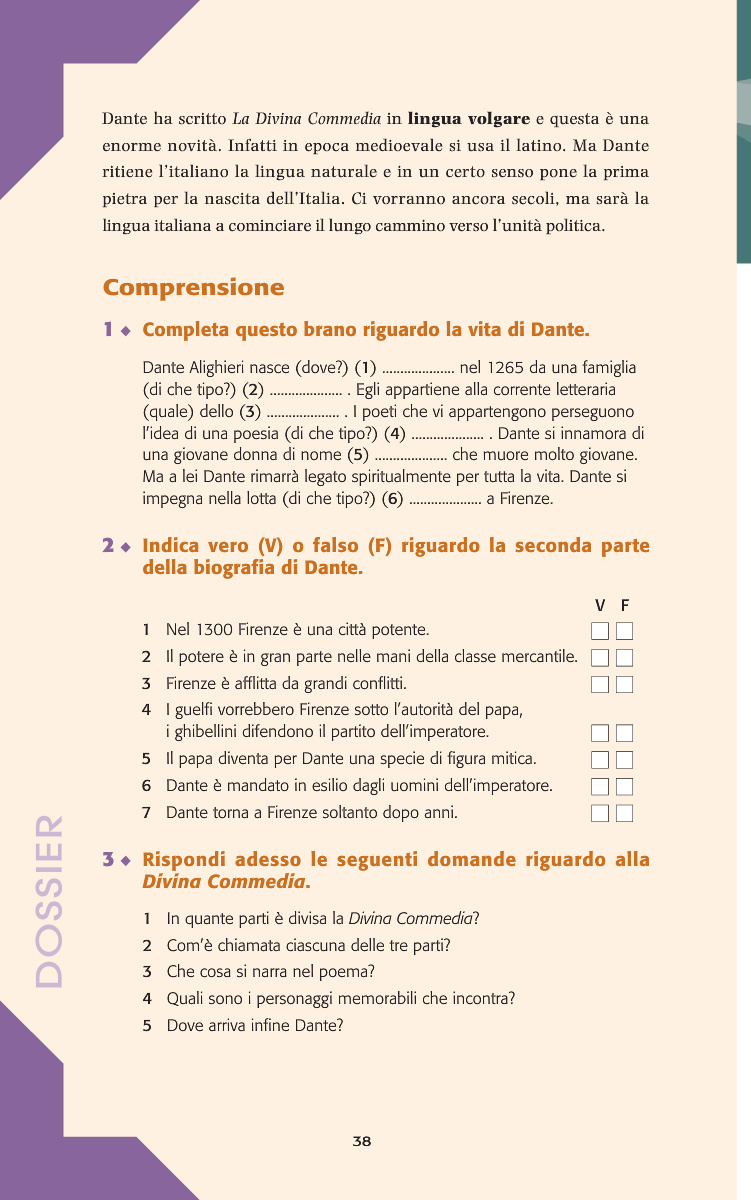 Dante ha scritto La Divina Commedia in lingua volgare e questa è una
enorme novità. Infatti in epoca medioevale si usa il latino. Ma Dante
ritiene l'italiano la lingua naturale e in un certo senso pone la prima
pietra per la nascita dell'Italia. Ci vorranno ancora secoli, ma sarà la
lingua italiana a cominciare il lungo cammino verso l'unità politica.
Comprensione
1 ◆ Completa questo brano riguardo la vita di Dante.
Dante Alighieri nasce (dove?) (1) ................... nel 1265 da una famiglia
(di che tipo?) (2) ................... . Egli appartiene alla corrente letteraria
(quale) dello (3) ................... . I poeti che vi appartengono perseguono
l'idea di una poesia (di che tipo?) (4) ................... . Dante si innamora di
una giovane donna di nome (5) ................... che muore molto giovane.
Ma a lei Dante rimarrà legato spiritualmente per tutta la vita. Dante si
impegna nella lotta (di che tipo?) (6) ................... a Firenze.
2 ◆ Indica vero (V) o falso (F) riguardo la seconda parte
della biografia di Dante.
V F
1 Nel 1300 Firenze è una città potente.
2 Il potere è in gran parte nelle mani della classe mercantile.
3 Firenze è afflitta da grandi conflitti.
4 I guelfi vorrebbero Firenze sotto l'autorità del papa,
i ghibellini difendono il partito dell'imperatore.
5 Il papa diventa per Dante una specie di figura mitica.
6 Dante è mandato in esilio dagli uomini dell'imperatore.
7 Dante torna a Firenze soltanto dopo anni.
3 ◆ Rispondi adesso le seguenti domande riguardo alla
Divina Commedia.
1 In quante parti è divisa la Divina Commedia?
2 Com'è chiamata ciascuna delle tre parti?
3 Che cosa si narra nel poema?
4 Quali sono i personaggi memorabili che incontra?
5 Dove arriva infine Dante?
DOSSIER
38